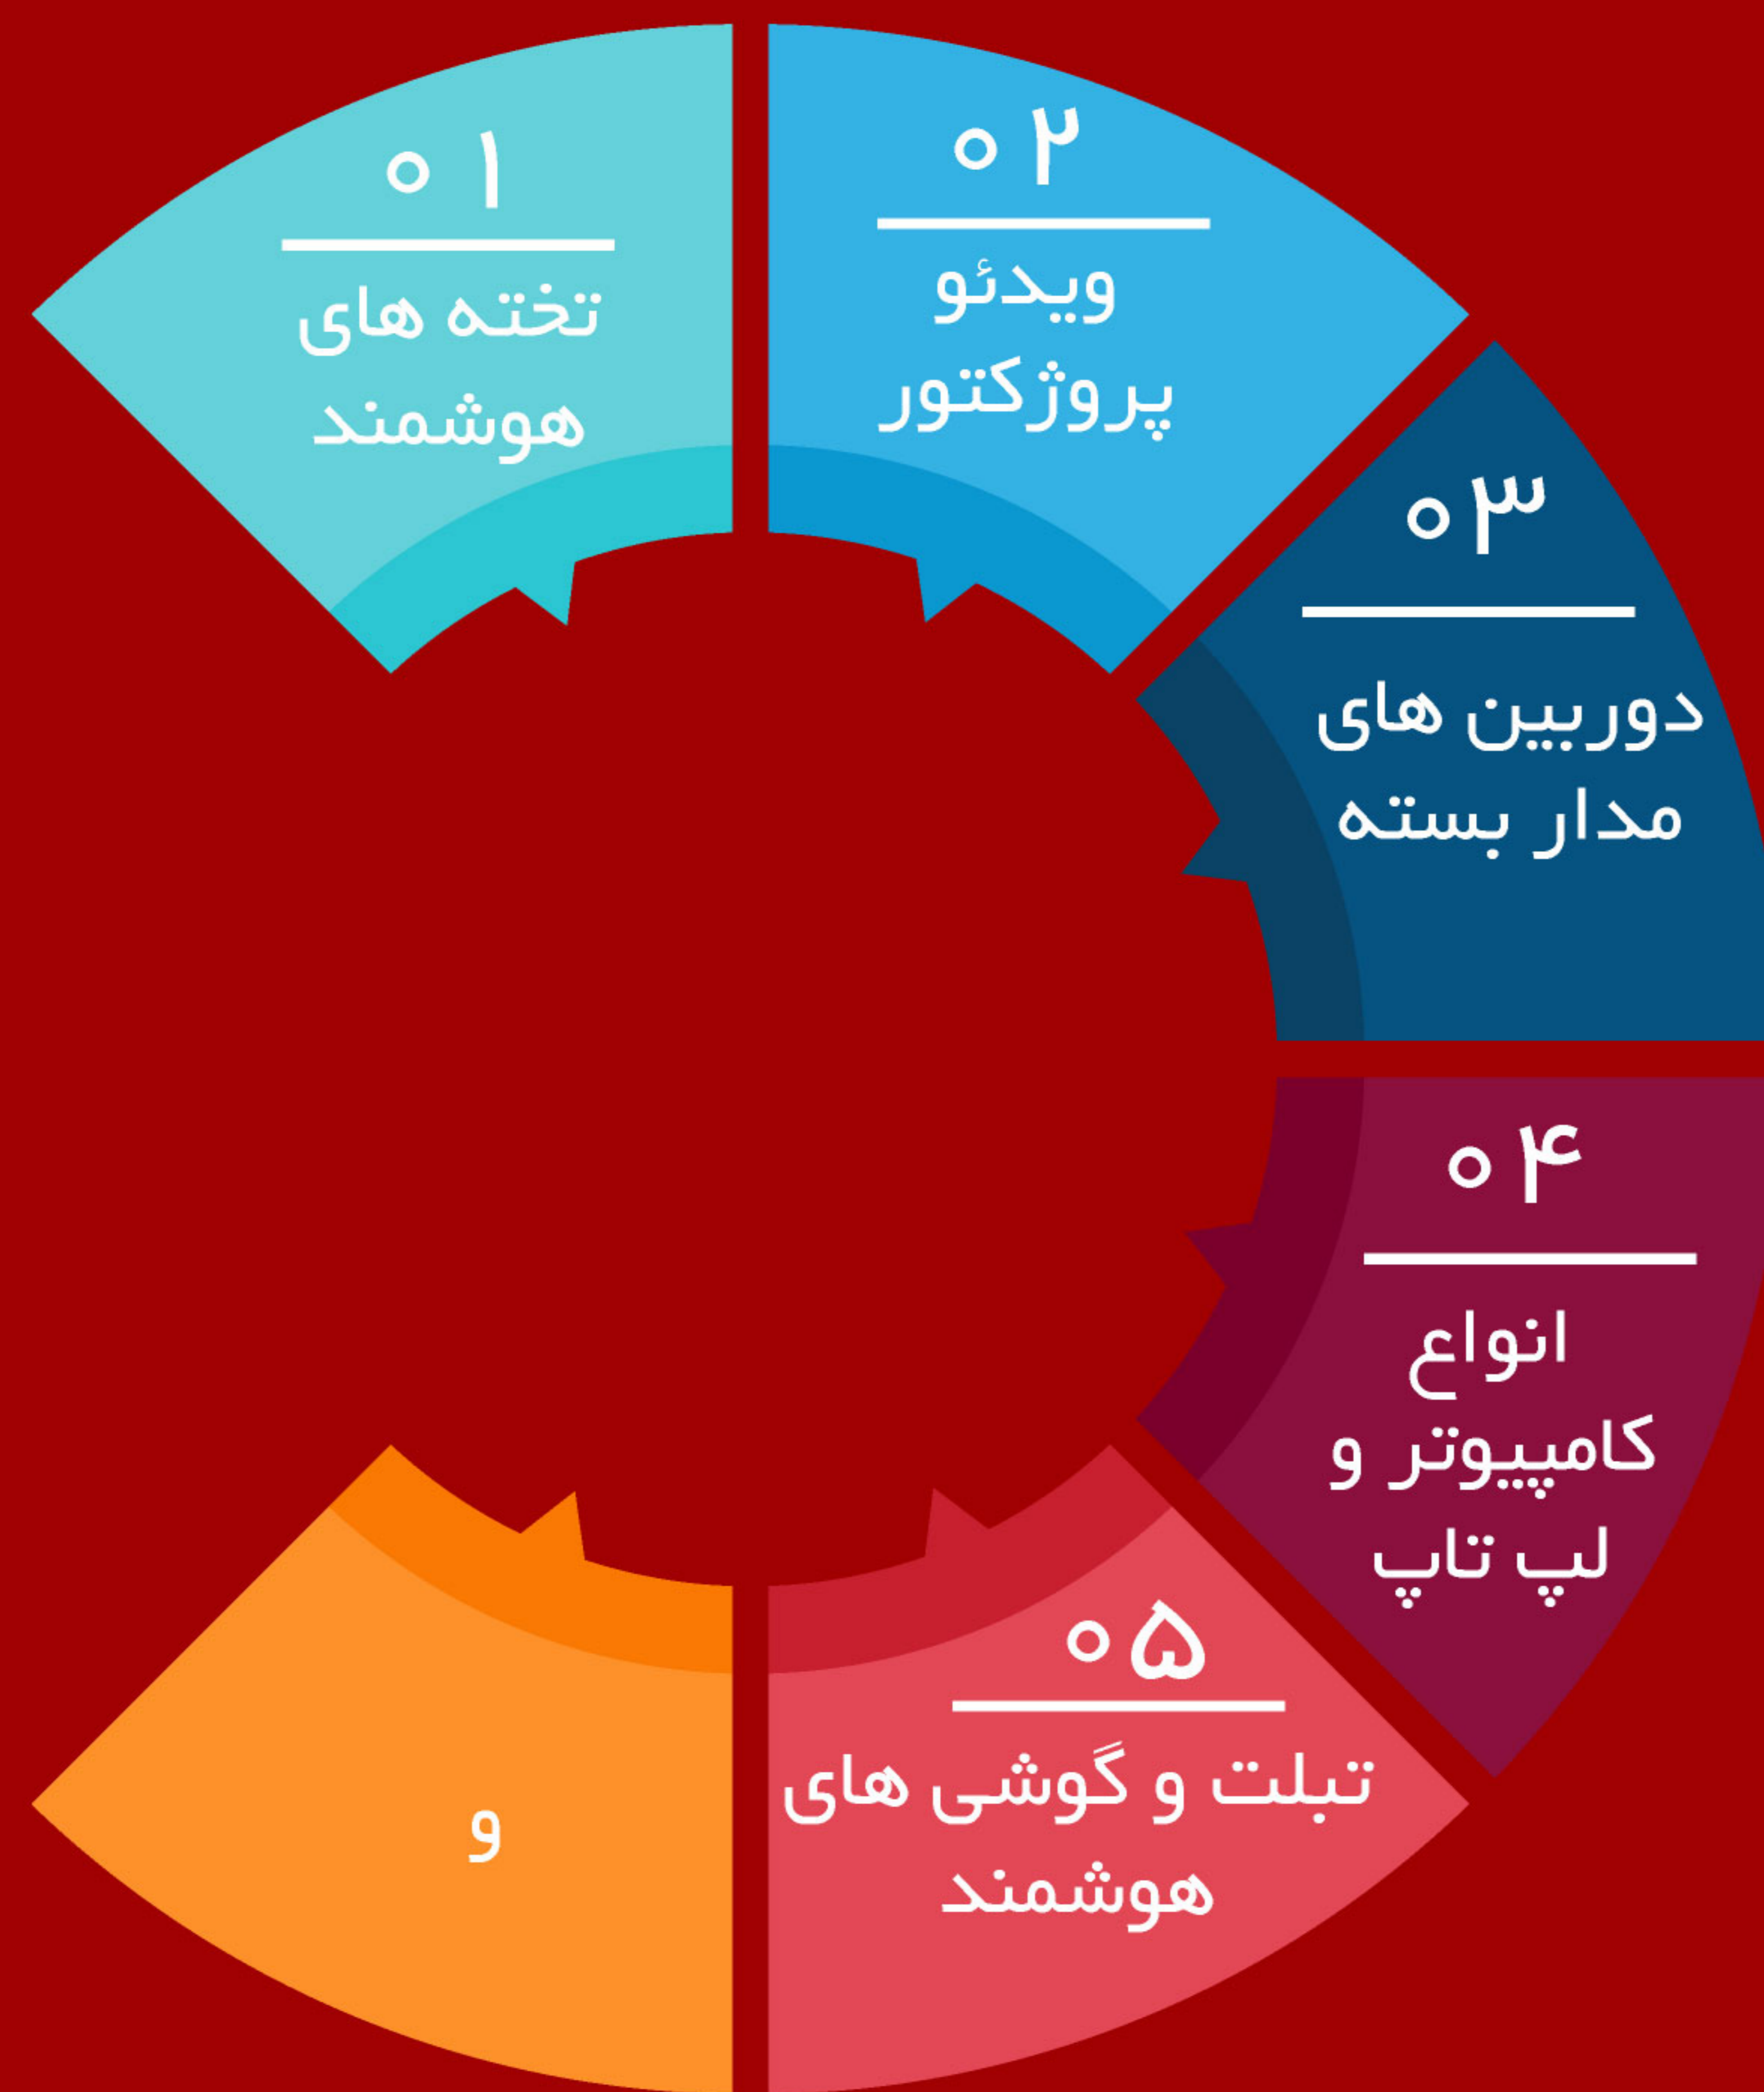 ۰۱
تخته های
هوشمند
۰۲
ویدئو
پروژکتور
۰۳
دوربین های
مدار بسته
۰۴
انواع
کامپیوتر و
لپ تاپ
۰۵
تبلت و گوشی های
هوشمند
و